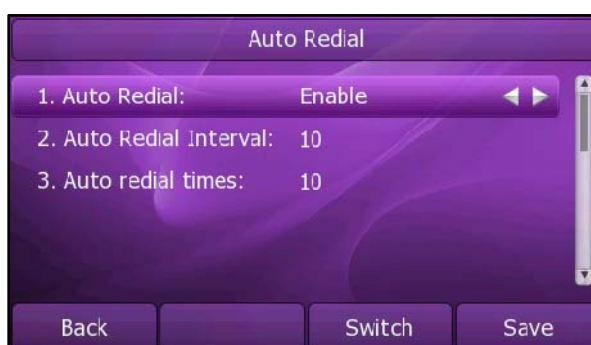 Auto Redial
1. Auto Redial: Enable
2. Auto Redial Interval: 10
3. Auto redial times: 10
Back Switch Save